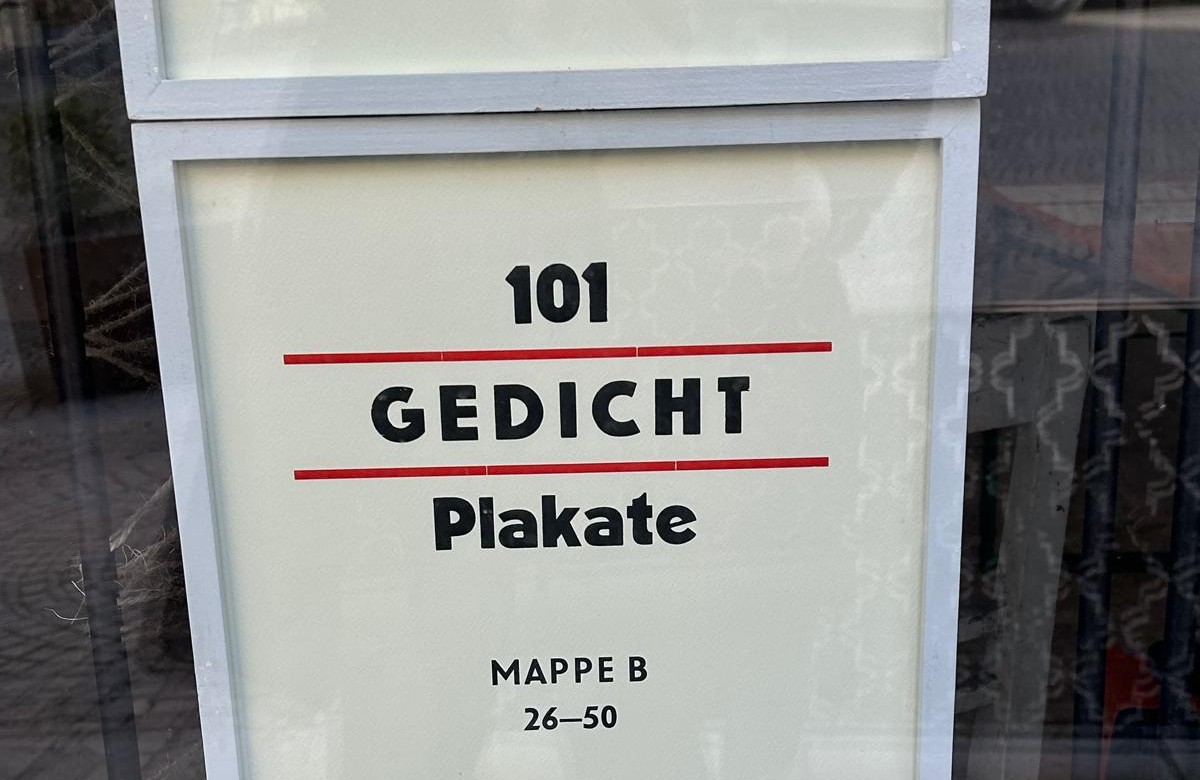 101
GEDICHT
Plakate
MAPPE B
26—50